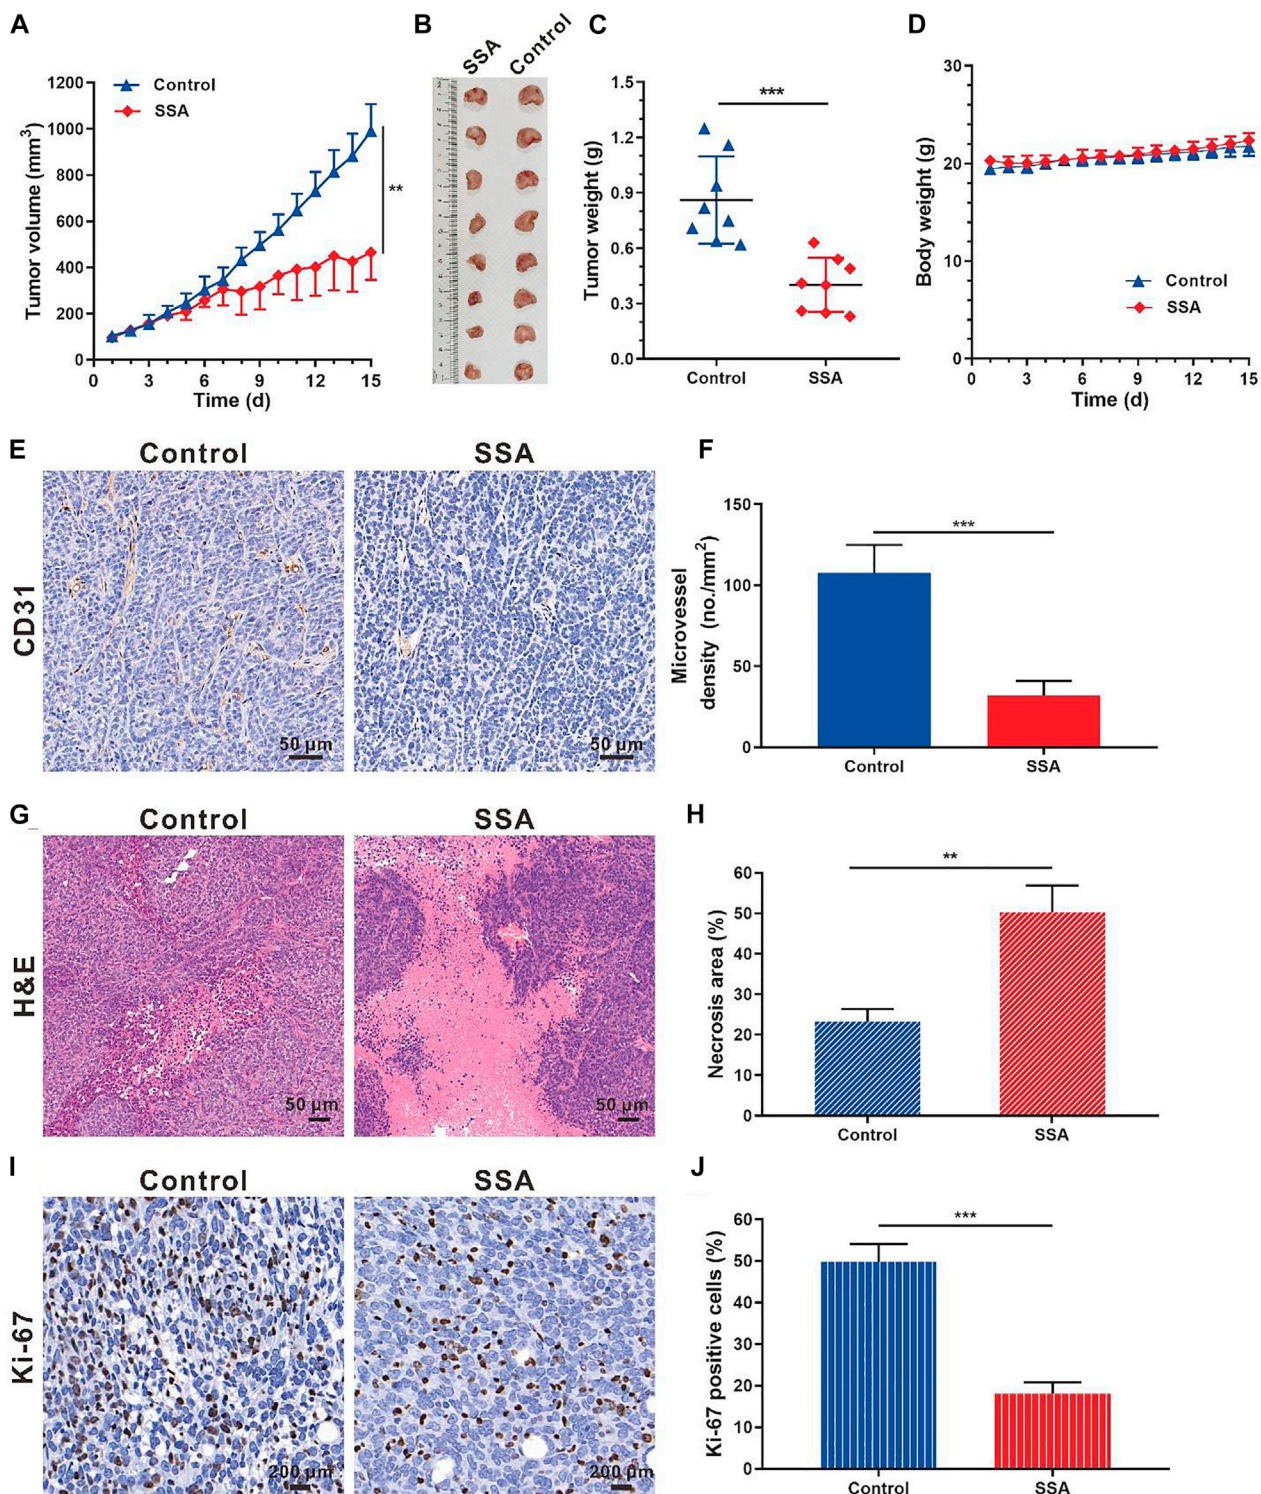 A
B
C
D
Tumor volume (mm3)
1200
1000
800
600
400
200
0
Control
SSA
**
0 3 6 9 12 15
Time (d)
SSA
Control
Tumor weight (g)
1.5
1.2
0.9
0.6
0.3
0.0
***
Control SSA
Body weight (g)
30
20
10
0
Control
SSA
0 3 6 9 12 15
Time (d)
E
Control
SSA
CD31
50 μm
50 μm
F
Microvessel
density (no./mm2)
150
100
50
0
***
Control SSA
G_
Control
SSA
H&E
50 μm
50 μm
H
Necrosis area (%)
60
50
40
30
20
10
0
**
Control SSA
I
Control
SSA
Ki-67
200 μm
200 μm
J
Ki-67 positive cells (%)
60
50
40
30
20
10
0
***
Control SSA